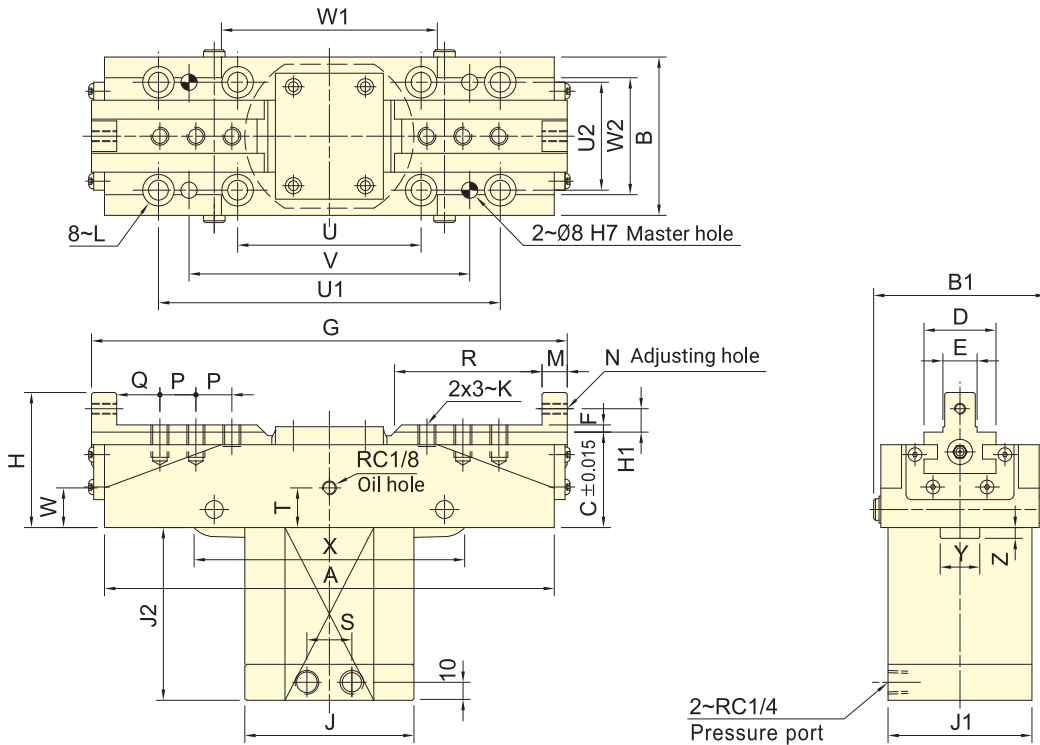 W1
U2
W2
B
8~L
U
2~Ø8 H7 Master hole
V
U1
B1
G
D
R
M
N Adjusting hole
E
Q
P
P
2x3~K
F
H
RC1/8
Oil hole
H1
W
T
C±0.015
X
Y
Z
A
J2
S
10
2~RC1/4
Pressure port
J
J1